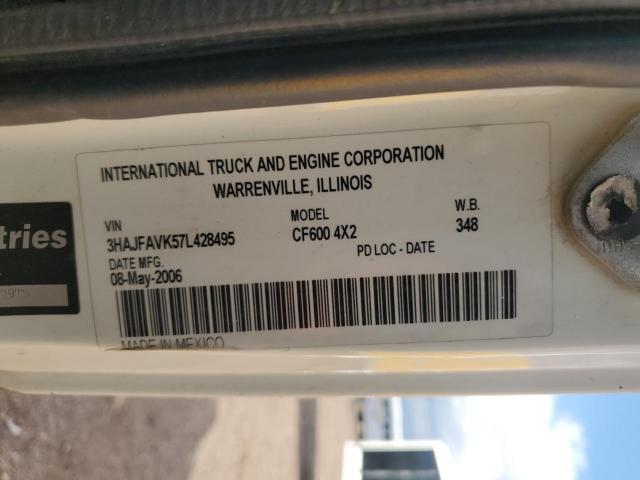 INTERNATIONAL TRUCK AND ENGINE CORPORATION
WARRENVILLE, ILLINOIS
VIN MODEL W.B.
3HAJFAVK57L428495 CF600 4X2 348
DATE MFG. PD LOC - DATE
08-May-2006
MADE IN MEXICO
tries